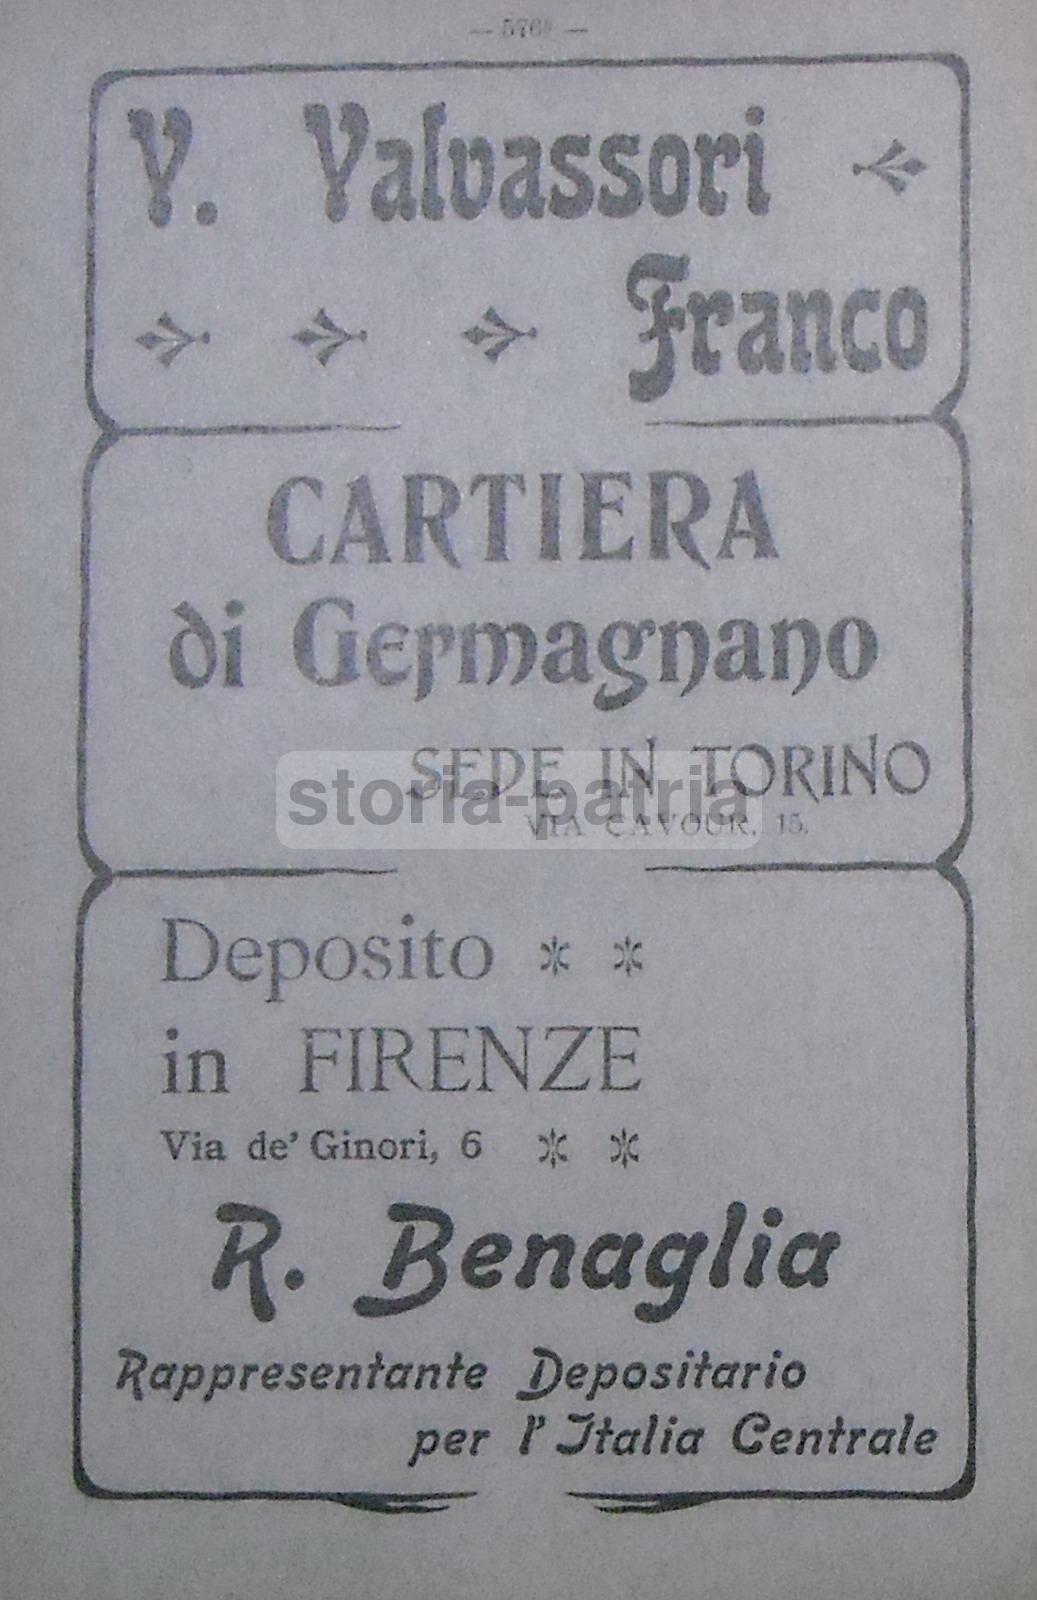 — 576ᵇ —
V. Valvassori
Franco
CARTIERA
di Germagnano
SEDE IN TORINO
storia-patria
VIA CAVOUR, 15.
Deposito
in FIRENZE
Via de' Ginori, 6
R. Benaglia
Rappresentante Depositario
per l'Italia Centrale